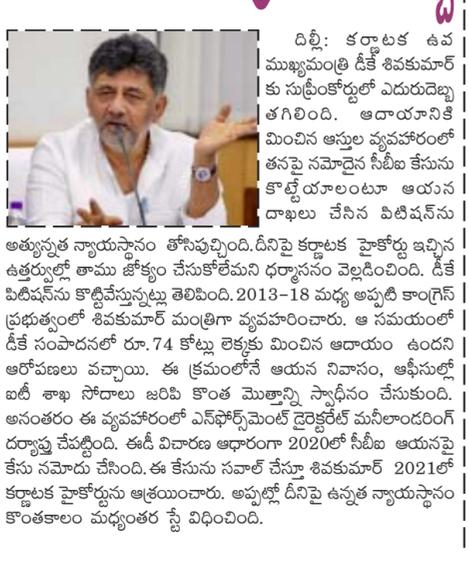 ది
దిల్లీ: కర్ణాటక ఉప
ముఖ్యమంత్రి డీకే శివకుమార్
కు సుప్రీంకోర్టులో ఎదురుదెబ్బ
తగిలింది. ఆదాయానికి
మించిన ఆస్తుల వ్యవహారంలో
తనపై నమోదైన సీబీఐ కేసును
కొట్టేయాలంటూ ఆయన
దాఖలు చేసిన పిటిషన్‌ను
అత్యున్నత న్యాయస్థానం తోసిపుచ్చింది.దీనిపై కర్ణాటక హైకోర్టు ఇచ్చిన
ఉత్తర్వుల్లో తాము జోక్యం చేసుకోలేమని ధర్మాసనం వెల్లడించింది. డీకే
పిటిషన్‌ను కొట్టివేస్తున్నట్లు తెలిపింది.2013-18 మధ్య అప్పటి కాంగ్రెస్
ప్రభుత్వంలో శివకుమార్ మంత్రిగా వ్యవహరించారు. ఆ సమయంలో
డీకే సంపాదనలో రూ.74 కోట్లు లెక్కకు మించిన ఆదాయం ఉందని
ఆరోపణలు వచ్చాయి. ఈ క్రమంలోనే ఆయన నివాసం, ఆఫీసుల్లో
ఐటీ శాఖ సోదాలు జరిపి కొంత మొత్తాన్ని స్వాధీనం చేసుకుంది.
అనంతరం ఈ వ్యవహారంలో ఎన్‌ఫోర్స్‌మెంట్ డైరెక్టరేట్ మనీలాండరింగ్
దర్యాప్తు చేపట్టింది. ఈడీ విచారణ ఆధారంగా 2020లో సీబీఐ ఆయనపై
కేసు నమోదు చేసింది.ఈ కేసును సవాల్ చేస్తూ శివకుమార్ 2021లో
కర్ణాటక హైకోర్టును ఆశ్రయించారు. అప్పట్లో దీనిపై ఉన్నత న్యాయస్థానం
కొంతకాలం మధ్యంతర స్టే విధించింది.